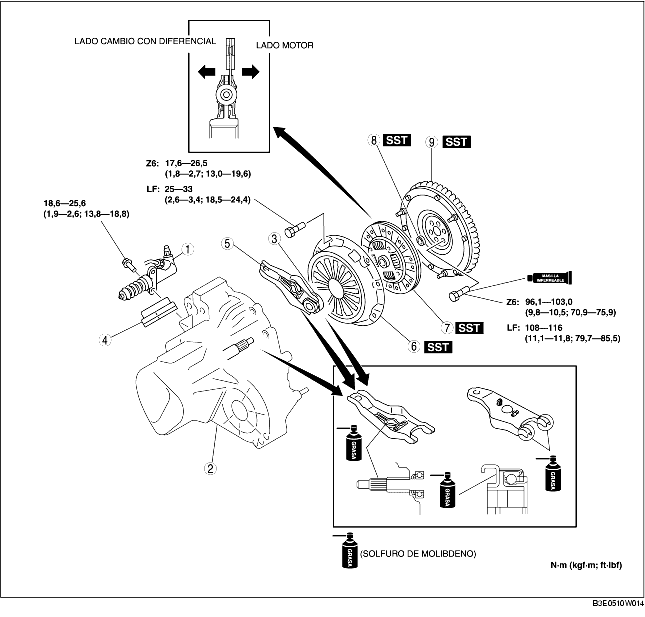 LADO CAMBIO CON DIFERENCIAL
LADO MOTOR
8 SST
9 SST
Z6: 17,6—26,5
(1,8—2,7; 13,0—19,6)
LF: 25—33
(2,6—3,4; 18,5—24,4)
18,6—25,6
(1,9—2,6; 13,8—18,8)
1
5
3
4
MASILLA
IMPERMEABLE
Z6: 96,1—103,0
(9,8—10,5; 70,9—75,9)
LF: 108—116
(11,1—11,8; 79,7—85,5)
7 SST
6 SST
2
GRASA
GRASA
GRASA
GRASA
(SOLFURO DE MOLIBDENO)
N·m (kgf·m; ft·lbf)
B3E0510W014